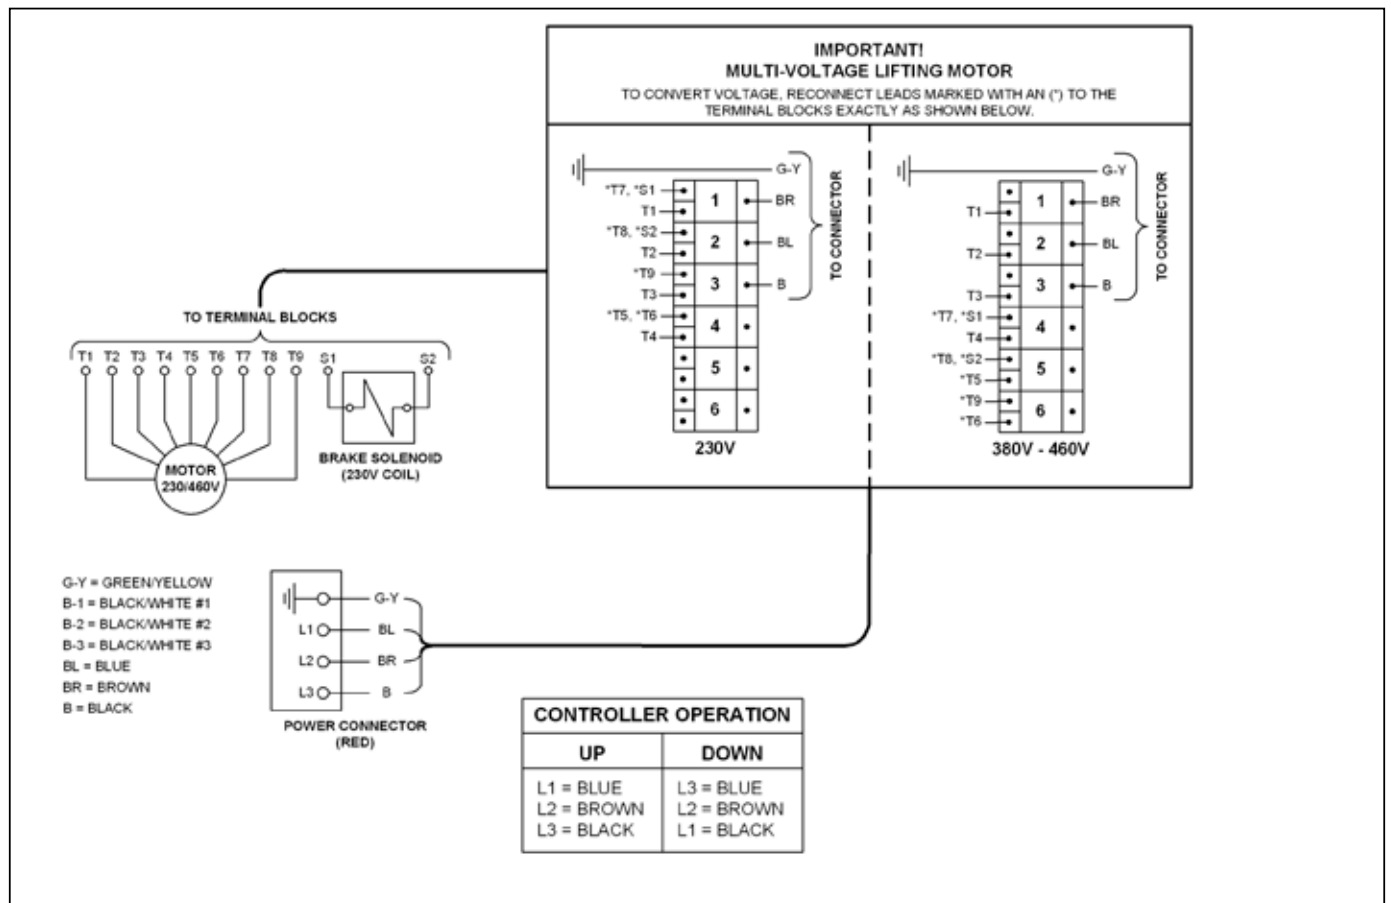 IMPORTANT!
MULTI-VOLTAGE LIFTING MOTOR
TO CONVERT VOLTAGE, RECONNECT LEADS MARKED WITH AN (*) TO THE
TERMINAL BLOCKS EXACTLY AS SHOWN BELOW.
G-Y
*T7, *S1
1
BR
T1
*T8, *S2
2
BL
T2
*T9
3
B
T3
*T5, *T6
4
T4
5
6
TO CONNECTOR
230V
G-Y
1
BR
T1
2
BL
T2
3
B
T3
*T7, *S1
4
T4
*T8, *S2
5
*T5
*T9
6
*T6
TO CONNECTOR
380V - 460V
TO TERMINAL BLOCKS
T1 T2 T3 T4 T5 T6 T7 T8 T9 S1 S2
MOTOR
230/460V
BRAKE SOLENOID
(230V COIL)
G-Y = GREEN/YELLOW
B-1 = BLACK/WHITE #1
B-2 = BLACK/WHITE #2
B-3 = BLACK/WHITE #3
BL = BLUE
BR = BROWN
B = BLACK
G-Y
L1 BL
L2 BR
L3 B
POWER CONNECTOR
(RED)
CONTROLLER OPERATION
UP DOWN
L1 = BLUE L3 = BLUE
L2 = BROWN L2 = BROWN
L3 = BLACK L1 = BLACK